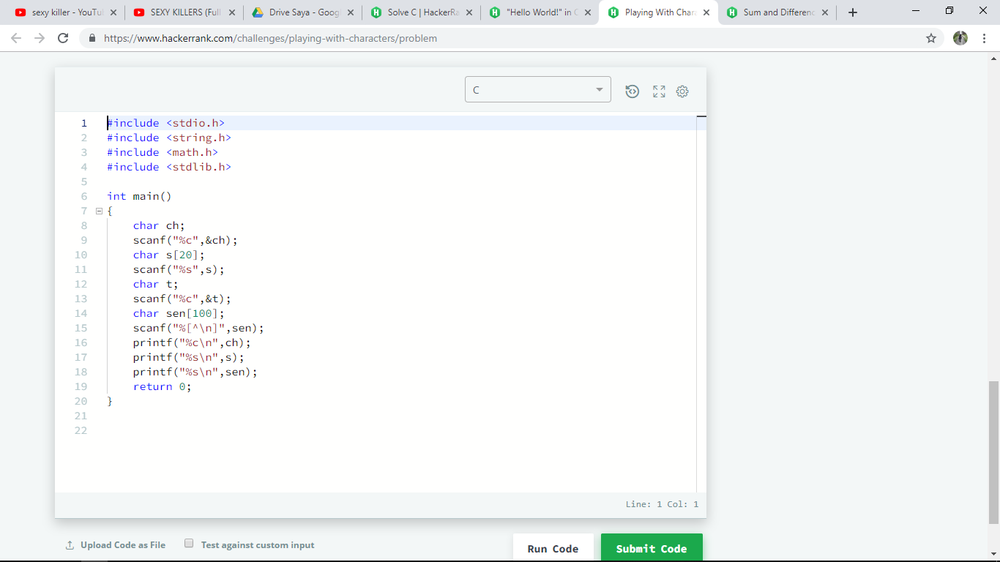 sexy killer - YouTu
SEXY KILLERS (Full
Drive Saya - Goog
Solve C | HackerRa
"Hello World!" in C
Playing With Chara
Sum and Differenc
https://www.hackerrank.com/challenges/playing-with-characters/problem
C
1 #include <stdio.h>
2 #include <string.h>
3 #include <math.h>
4 #include <stdlib.h>
5
6 int main()
7 {
8 char ch;
9 scanf("%c",&ch);
10 char s[20];
11 scanf("%s",s);
12 char t;
13 scanf("%c",&t);
14 char sen[100];
15 scanf("%[^\n]",sen);
16 printf("%c\n",ch);
17 printf("%s\n",s);
18 printf("%s\n",sen);
19 return 0;
20 }
21
22
Line: 1 Col: 1
Upload Code as File
Test against custom input
Run Code
Submit Code